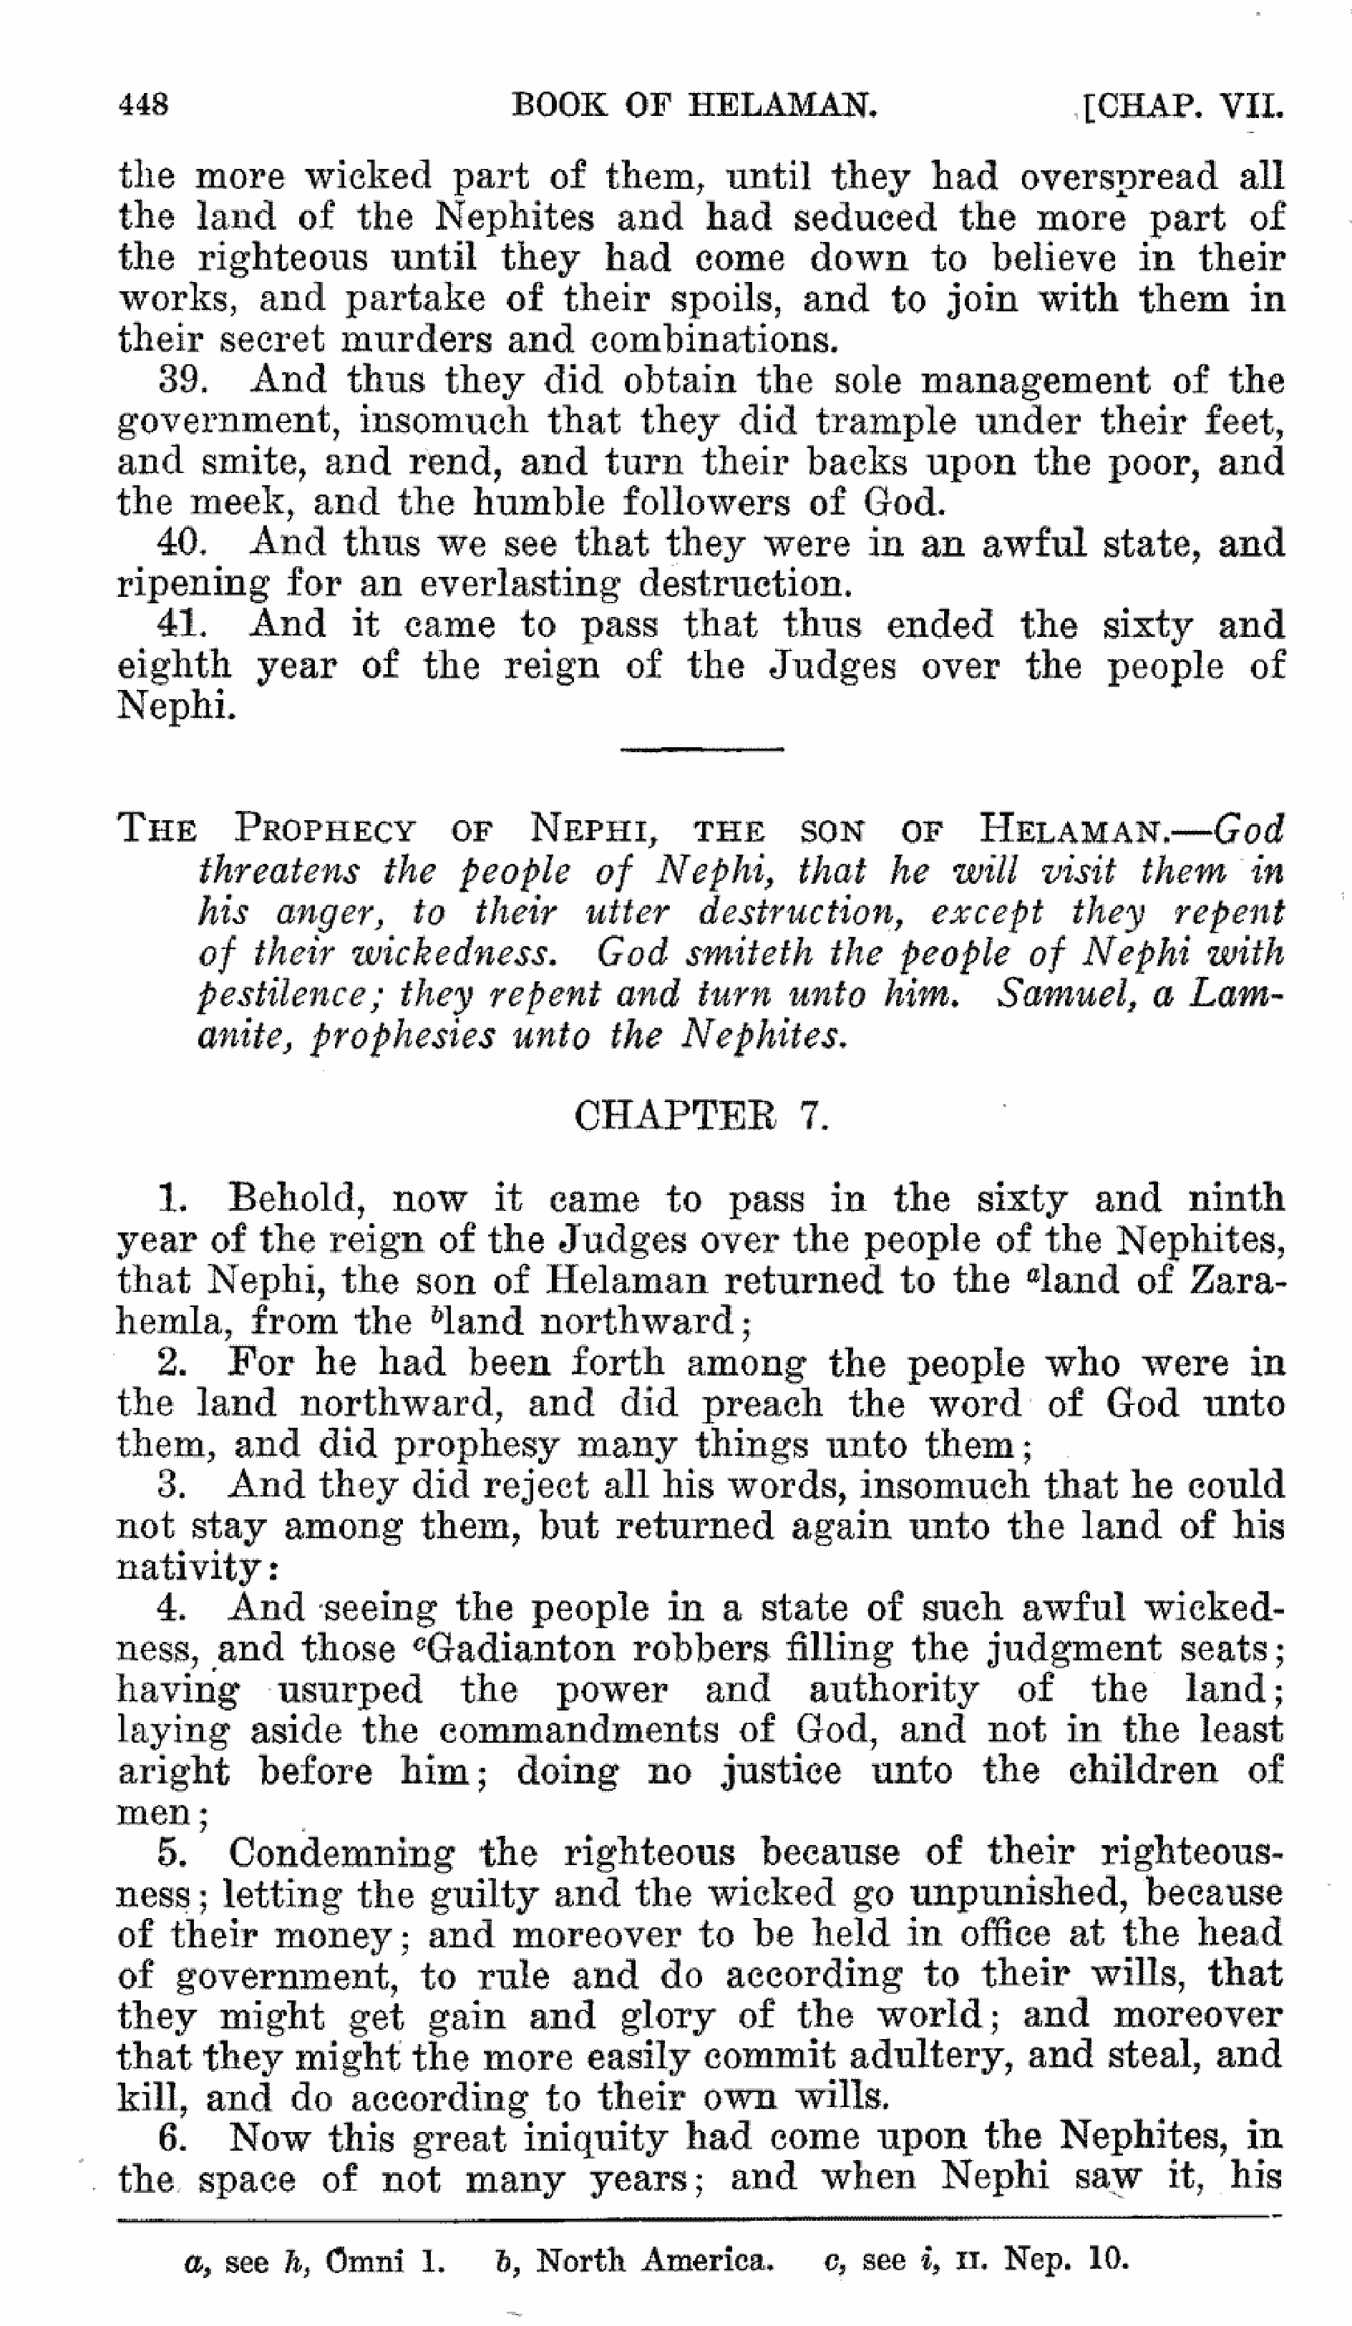 448 BOOK OF HELAMAN. [CHAP. VII.
the more wicked part of them, until they had overspread all
the land of the Nephites and had seduced the more part of
the righteous until they had come down to believe in their
works, and partake of their spoils, and to join with them in
their secret murders and combinations.
39. And thus they did obtain the sole management of the
government, insomuch that they did trample under their feet,
and smite, and rend, and turn their backs upon the poor, and
the meek, and the humble followers of God.
40. And thus we see that they were in an awful state, and
ripening for an everlasting destruction.
41. And it came to pass that thus ended the sixty and
eighth year of the reign of the Judges over the people of
Nephi.
THE PROPHECY OF NEPHI, THE SON OF HELAMAN.—God
threatens the people of Nephi, that he will visit them in
his anger, to their utter destruction, except they repent
of their wickedness. God smiteth the people of Nephi with
pestilence; they repent and turn unto him. Samuel, a Lam-
anite, prophesies unto the Nephites.
CHAPTER 7.
1. Behold, now it came to pass in the sixty and ninth
year of the reign of the Judges over the people of the Nephites,
that Nephi, the son of Helaman returned to the aland of Zara-
hemla, from the bland northward;
2. For he had been forth among the people who were in
the land northward, and did preach the word of God unto
them, and did prophesy many things unto them;
3. And they did reject all his words, insomuch that he could
not stay among them, but returned again unto the land of his
nativity:
4. And seeing the people in a state of such awful wicked-
ness, and those cGadianton robbers filling the judgment seats;
having usurped the power and authority of the land;
laying aside the commandments of God, and not in the least
aright before him; doing no justice unto the children of
men;
5. Condemning the righteous because of their righteous-
ness; letting the guilty and the wicked go unpunished, because
of their money; and moreover to be held in office at the head
of government, to rule and do according to their wills, that
they might get gain and glory of the world; and moreover
that they might the more easily commit adultery, and steal, and
kill, and do according to their own wills.
6. Now this great iniquity had come upon the Nephites, in
the space of not many years; and when Nephi saw it, his
a, see h, Omni 1. b, North America. c, see i, II. Nep. 10.